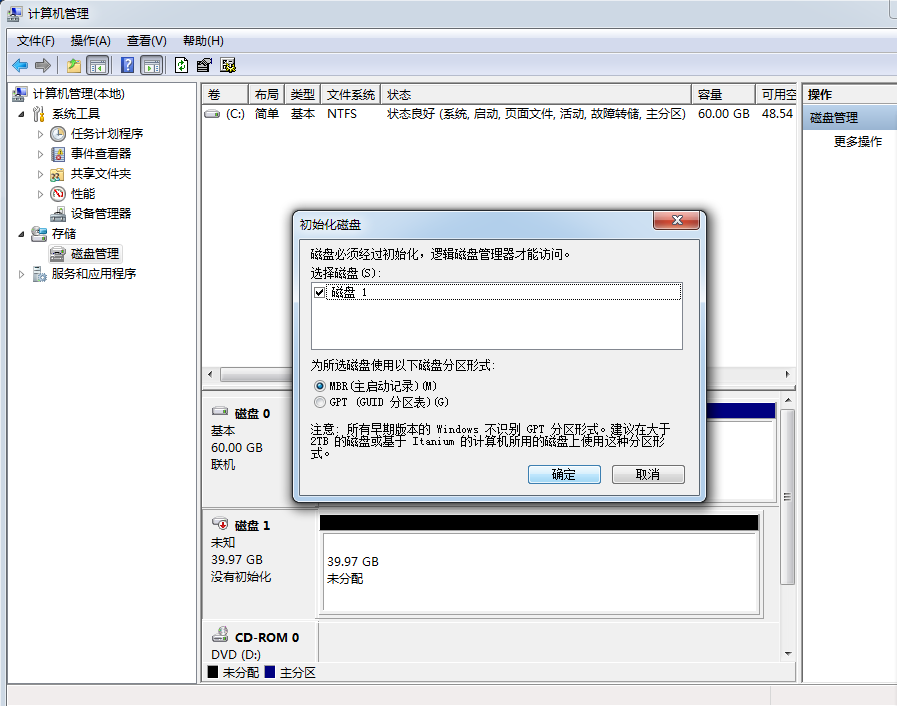 计算机管理
文件(F) 操作(A) 查看(V) 帮助(H)
计算机管理(本地)
系统工具
任务计划程序
事件查看器
共享文件夹
性能
设备管理器
存储
磁盘管理
服务和应用程序
卷 布局 类型 文件系统 状态 容量 可用空
(C:) 简单 基本 NTFS 状态良好 (系统, 启动, 页面文件, 活动, 故障转储, 主分区) 60.00 GB 48.54
操作
磁盘管理
更多操作
初始化磁盘
磁盘必须经过初始化，逻辑磁盘管理器才能访问。
选择磁盘(S):
磁盘 1
为所选磁盘使用以下磁盘分区形式:
MBR(主启动记录)(M)
GPT (GUID 分区表)(G)
注意: 所有早期版本的 Windows 不识别 GPT 分区形式。建议在大于
2TB 的磁盘或基于 Itanium 的计算机所用的磁盘上使用这种分区形
式。
确定 取消
磁盘 0
基本
60.00 GB
联机
磁盘 1
未知
39.97 GB
没有初始化
39.97 GB
未分配
CD-ROM 0
DVD (D:)
未分配 主分区